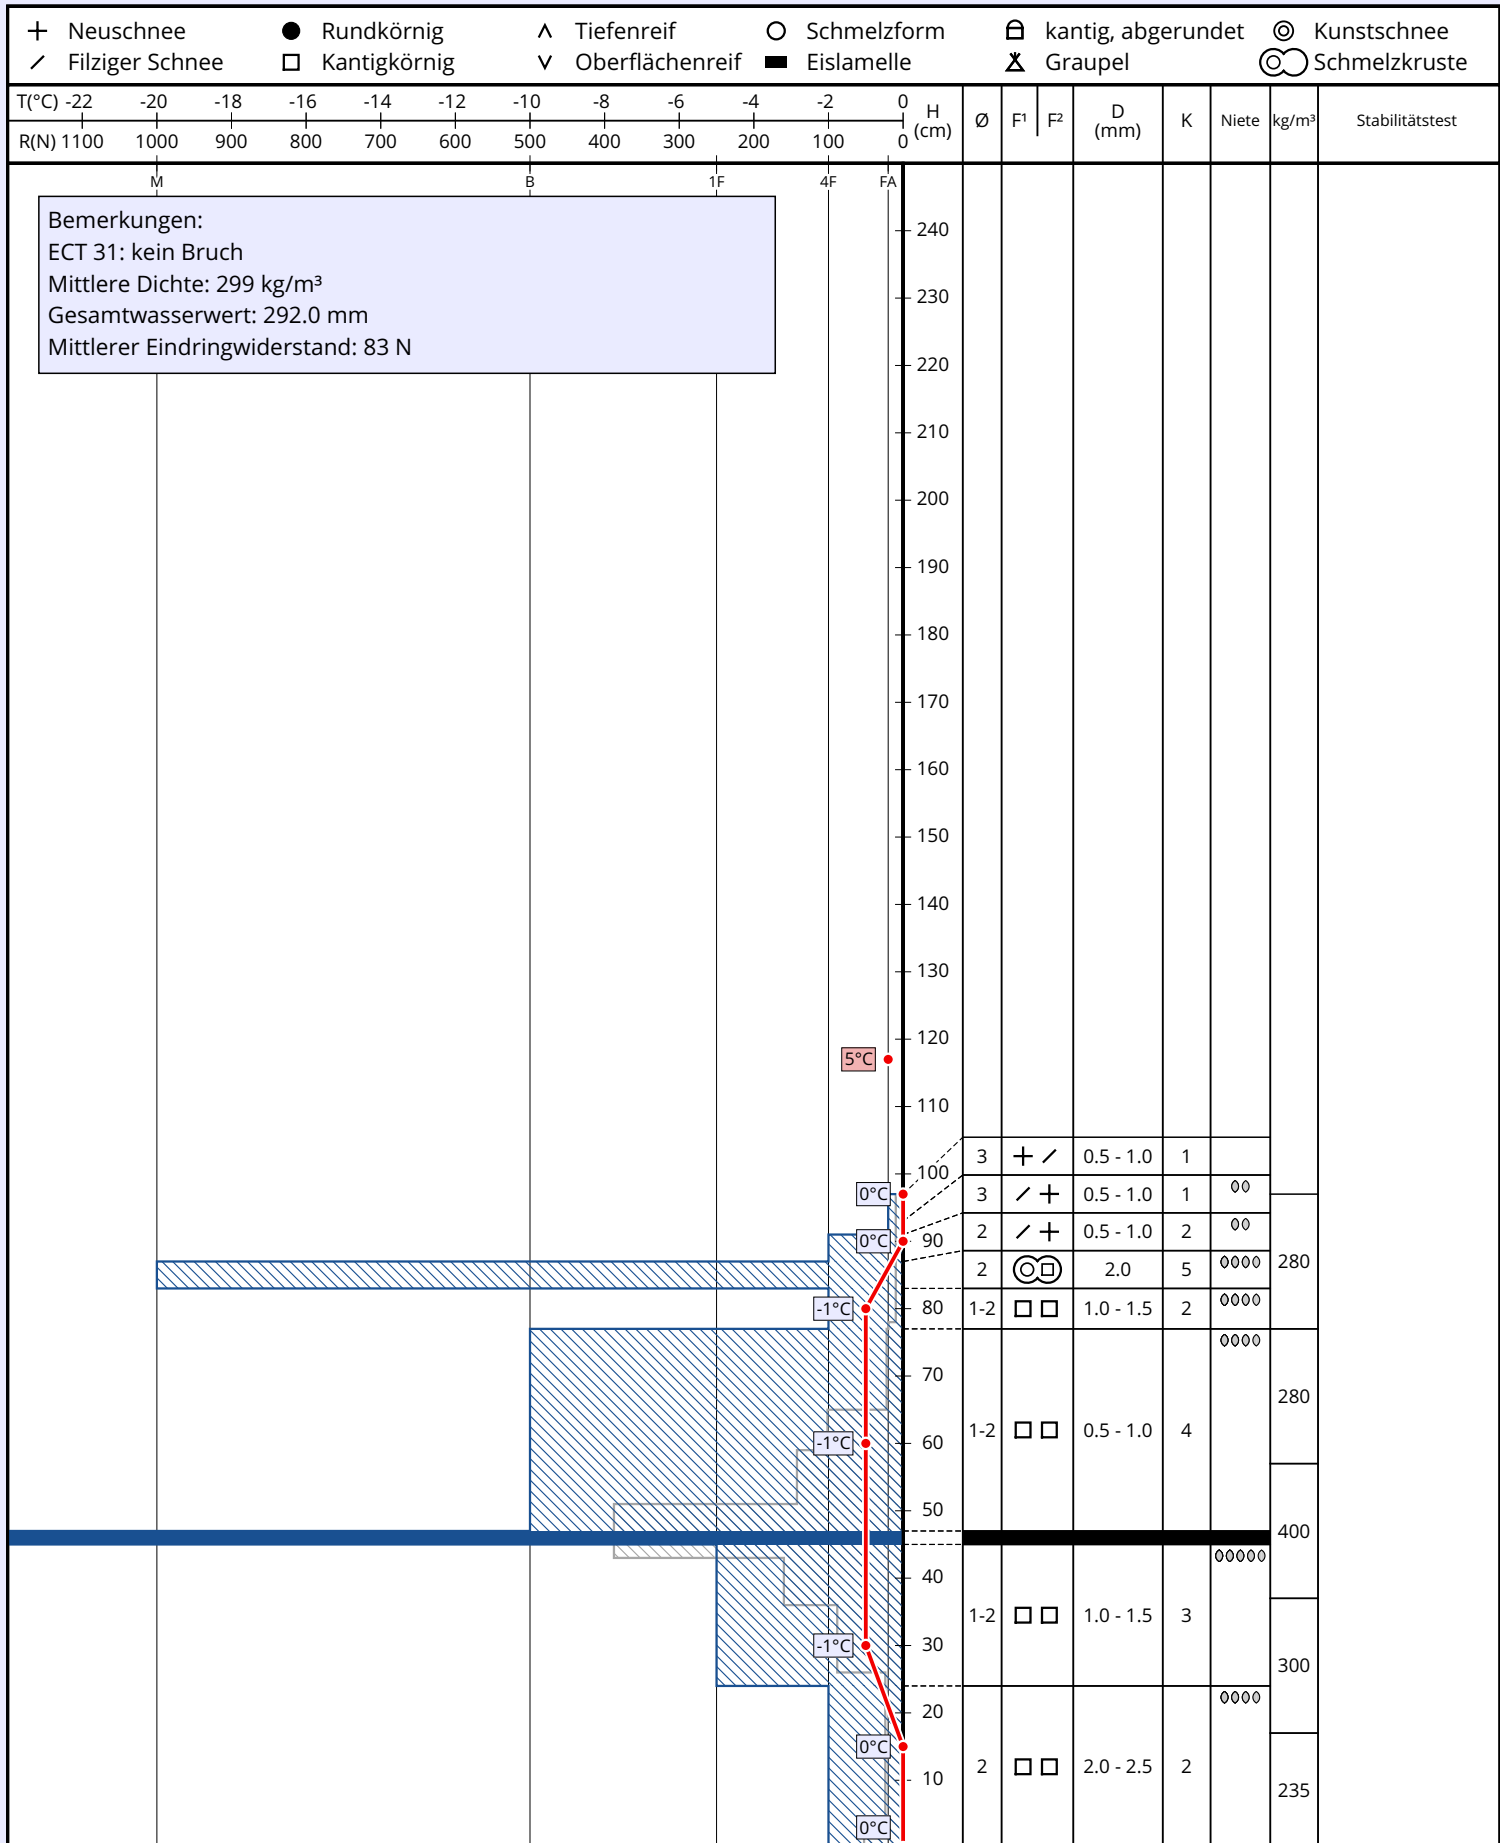 Neuschnee Rundkörnig Tiefenreif Schmelzform kantig, abgerundet Kunstschnee
Filziger Schnee Kantigkörnig Oberflächenreif Eislamelle Graupel Schmelzkruste
T(°C) -22 -20 -18 -16 -14 -12 -10 -8 -6 -4 -2 0
R(N) 1100 1000 900 800 700 600 500 400 300 200 100 0
H (cm) Ø F¹ F² D (mm) K Niete kg/m³ Stabilitätstest
M B 1F 4F FA
Bemerkungen:
ECT 31: kein Bruch
Mittlere Dichte: 299 kg/m³
Gesamtwasserwert: 292.0 mm
Mittlerer Eindringwiderstand: 83 N
240
230
220
210
200
190
180
170
160
150
140
130
120
5°C
110
3 0.5 - 1.0 1
100
0°C 3 0.5 - 1.0 1
2 0.5 - 1.0 2
0°C 90
2 2.0 5 280
-1°C 80 1-2 1.0 - 1.5 2
70
280
1-2 0.5 - 1.0 4
-1°C 60
50
400
40
1-2 1.0 - 1.5 3
-1°C 30
300
20
0°C
2 2.0 - 2.5 2
10
235
0°C